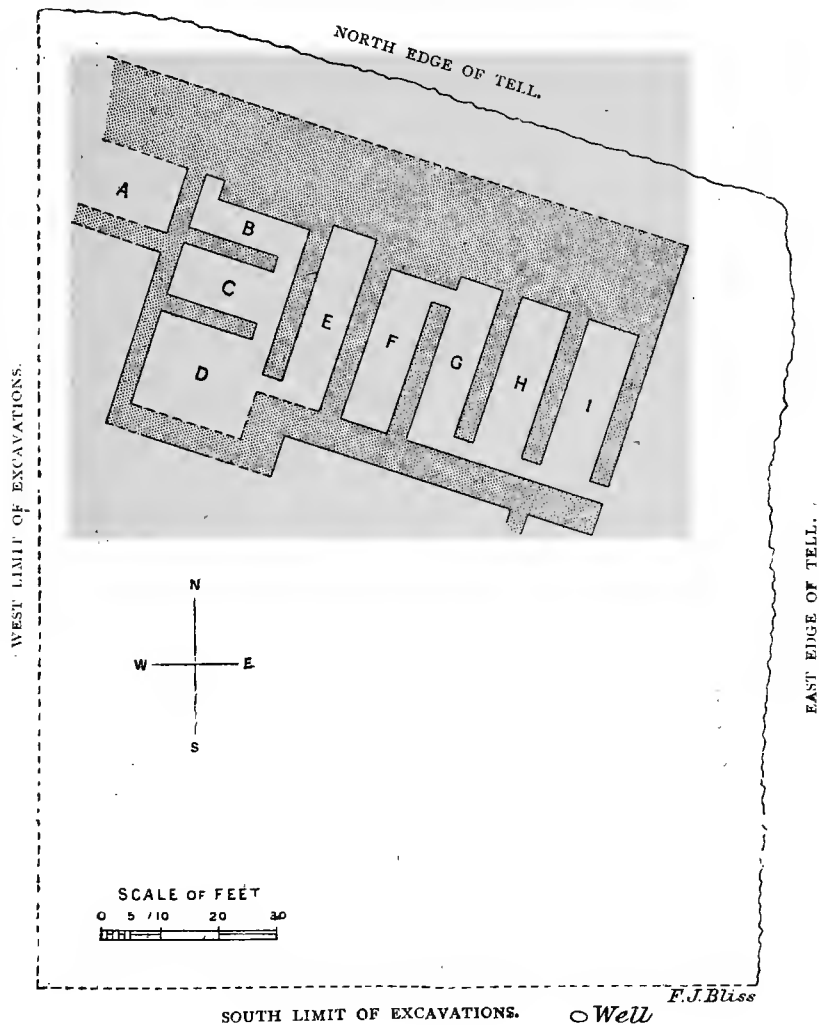 NORTH EDGE OF TELL.
A
B
C
D
E
F
G
H
I
WEST LIMIT OF EXCAVATIONS.
EAST EDGE OF TELL.
N
W E
S
SCALE OF FEET
0 5 10 20 30
F.J. Bliss
SOUTH LIMIT OF EXCAVATIONS. Well